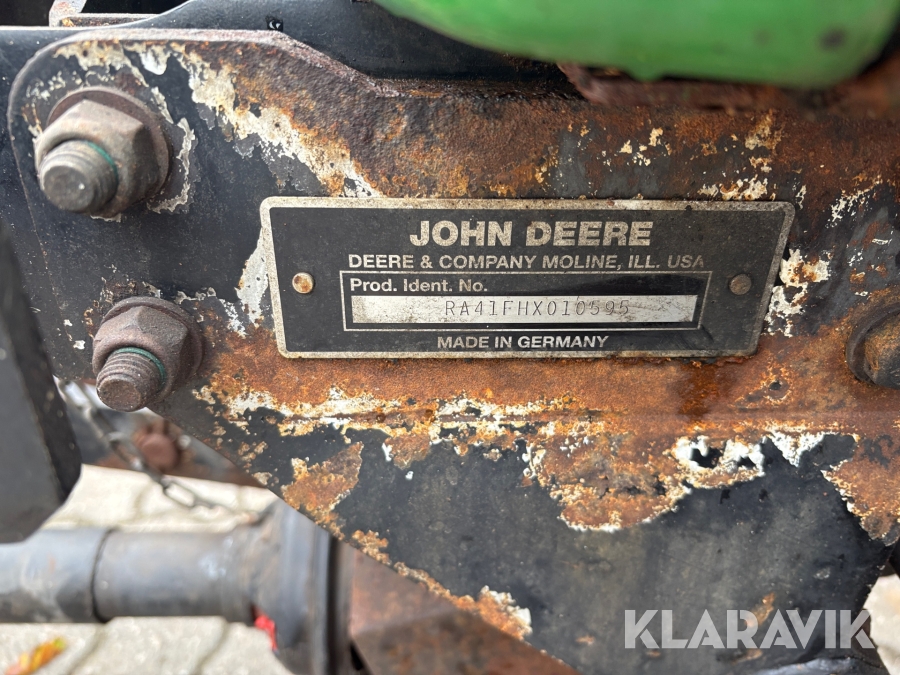 JOHN DEERE
DEERE & COMPANY MOLINE, ILL. USA
Prod. Ident. No.
RA41FHX010595
MADE IN GERMANY
KLARAVIK